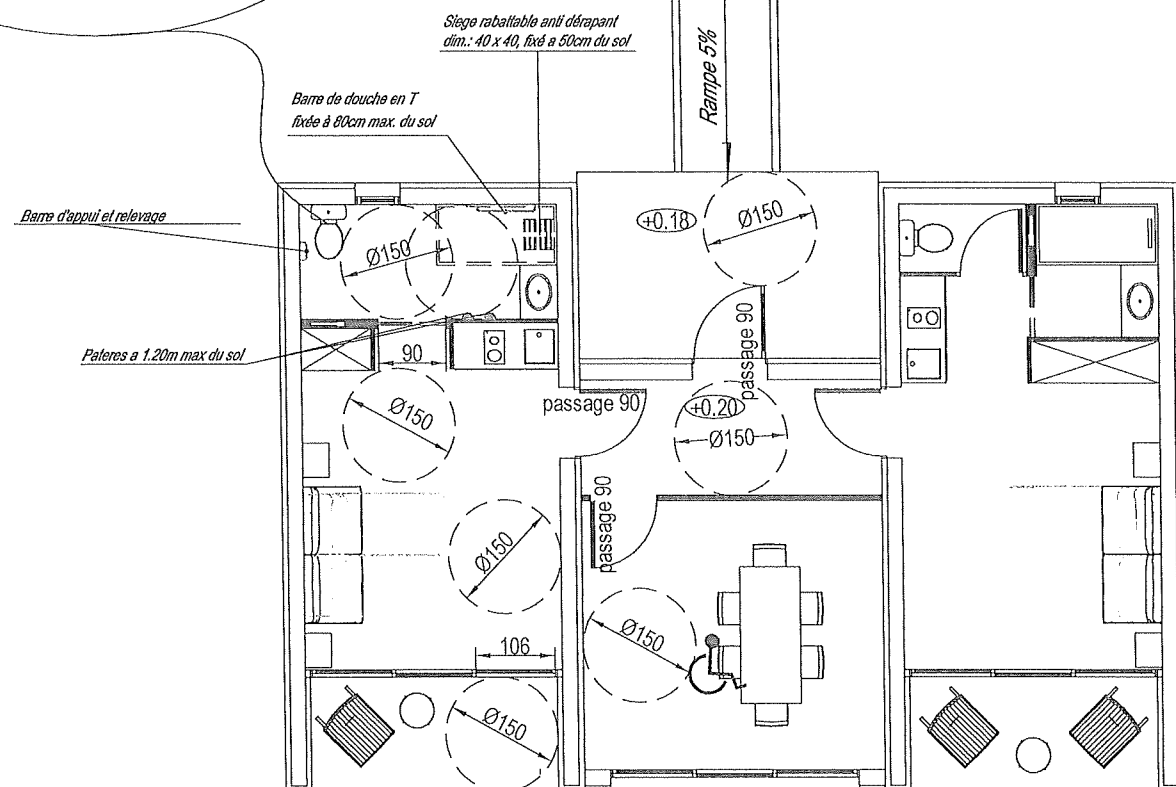 Siege rabattable anti dérapant
dim.: 40 x 40, fixé a 50cm du sol
Rampe 5%
Barre de douche en T
fixée à 80cm max. du sol
Barre d'appui et relevage
+0.18
Ø150
Ø150
passage 90
Pateres a 1.20m max du sol
90
passage 90
+0.20
Ø150
Ø150
passage 90
Ø150
Ø150
106
Ø150